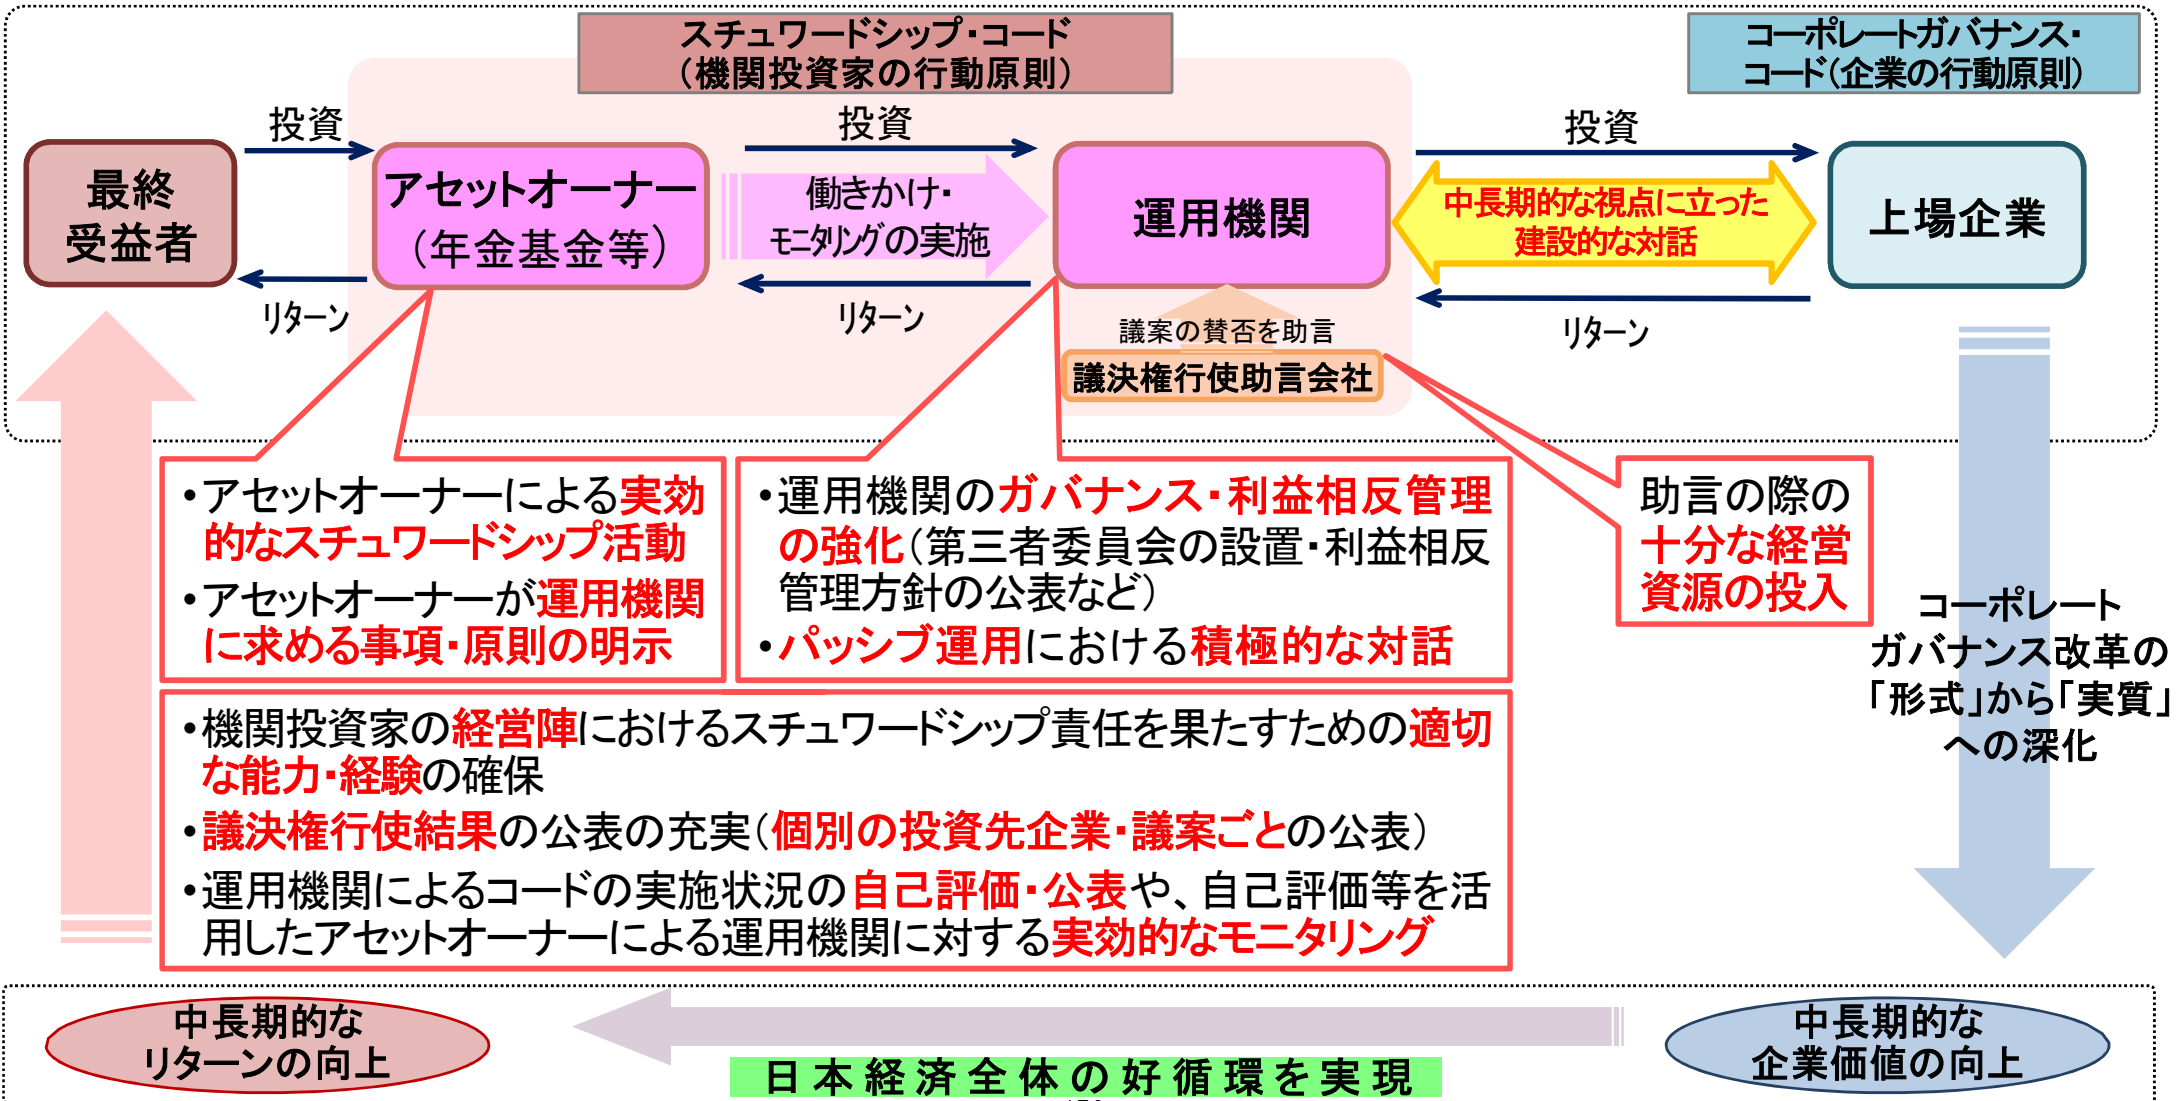 スチュワードシップ・コード
（機関投資家の行動原則）
コーポレートガバナンス・
コード（企業の行動原則）
投資
投資
投資
最終
受益者
アセットオーナー
（年金基金等）
働きかけ・
モニタリングの実施
運用機関
中長期的な視点に立った
建設的な対話
上場企業
リターン
リターン
リターン
議案の賛否を助言
議決権行使助言会社
・アセットオーナーによる実効
的なスチュワードシップ活動
・アセットオーナーが運用機関
に求める事項・原則の明示
・運用機関のガバナンス・利益相反管理
の強化（第三者委員会の設置・利益相反
管理方針の公表など）
・パッシブ運用における積極的な対話
助言の際の
十分な経営
資源の投入
コーポレート
ガバナンス改革の
「形式」から「実質」
への深化
・機関投資家の経営陣におけるスチュワードシップ責任を果たすための適切
な能力・経験の確保
・議決権行使結果の公表の充実（個別の投資先企業・議案ごとの公表）
・運用機関によるコードの実施状況の自己評価・公表や、自己評価等を活
用したアセットオーナーによる運用機関に対する実効的なモニタリング
中長期的な
リターンの向上
中長期的な
企業価値の向上
日本経済全体の好循環を実現